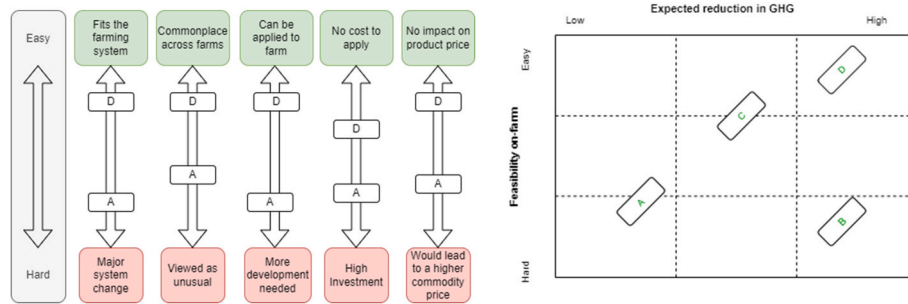 Easy
Hard
Fits the
farming
system
D
A
Major
system
change
Commonplace
across farms
D
A
Viewed as
unusual
Can be
applied to
farm
D
A
More
development
needed
No cost to
apply
D
A
High
Investment
No impact on
product price
D
A
Would lead
to a higher
commodity
price
Expected reduction in GHG
Low
High
Feasibility on-farm
Easy
Hard
D
C
A
B